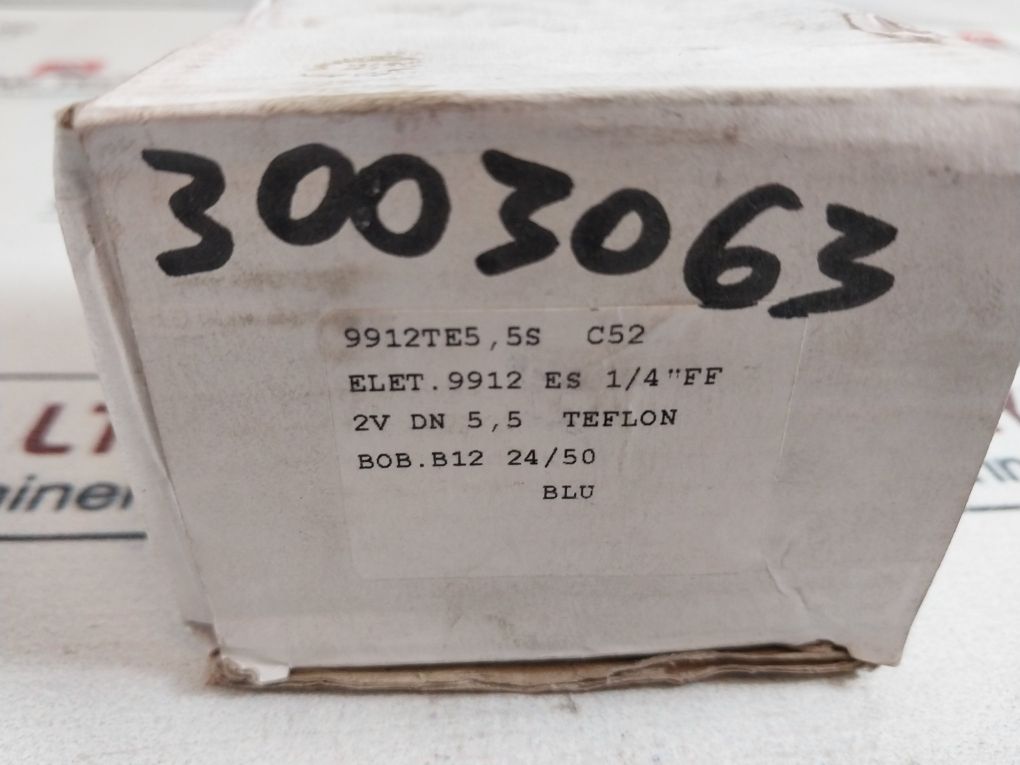 3003063
9912TE5,5S C52
ELET.9912 ES 1/4"FF
2V DN 5,5 TEFLON
BOB.B12 24/50
BLU
LT